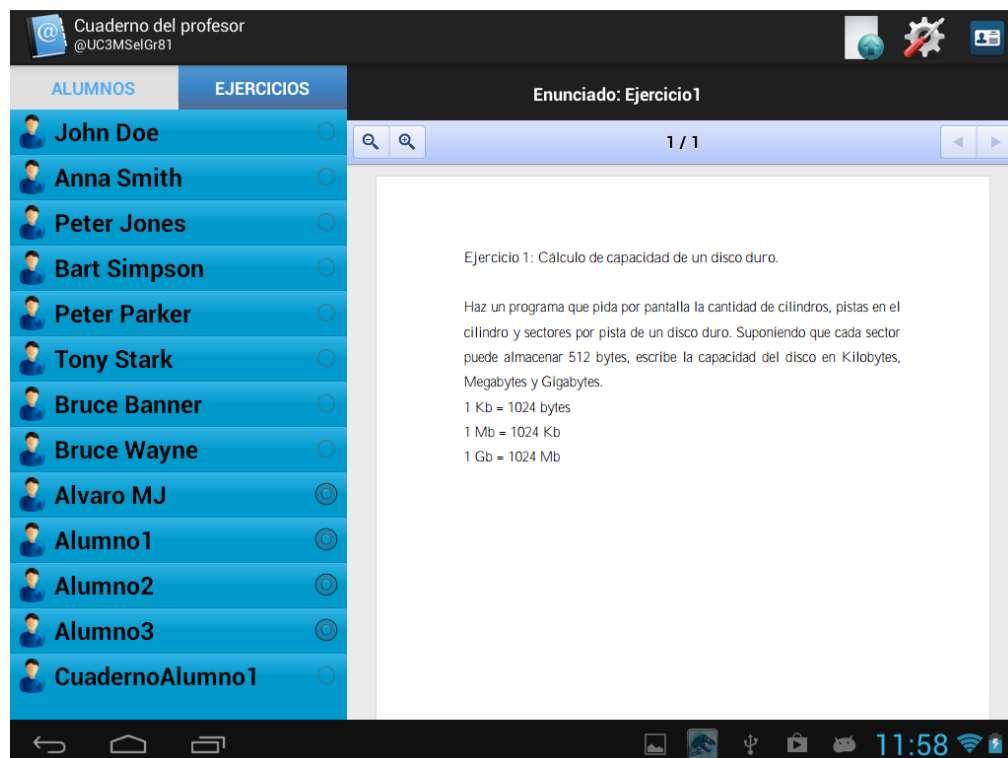 Cuaderno del profesor
@UC3MSelGr81
ALUMNOS
EJERCICIOS
John Doe
Anna Smith
Peter Jones
Bart Simpson
Peter Parker
Tony Stark
Bruce Banner
Bruce Wayne
Alvaro MJ
Alumno1
Alumno2
Alumno3
CuadernoAlumno1
Enunciado: Ejercicio1
1 / 1
Ejercicio 1: Cálculo de capacidad de un disco duro.
Haz un programa que pida por pantalla la cantidad de cilindros, pistas en el
cilindro y sectores por pista de un disco duro. Suponiendo que cada sector
puede almacenar 512 bytes, escribe la capacidad del disco en Kilobytes,
Megabytes y Gigabytes.
1 Kb = 1024 bytes
1 Mb = 1024 Kb
1 Gb = 1024 Mb
11:58